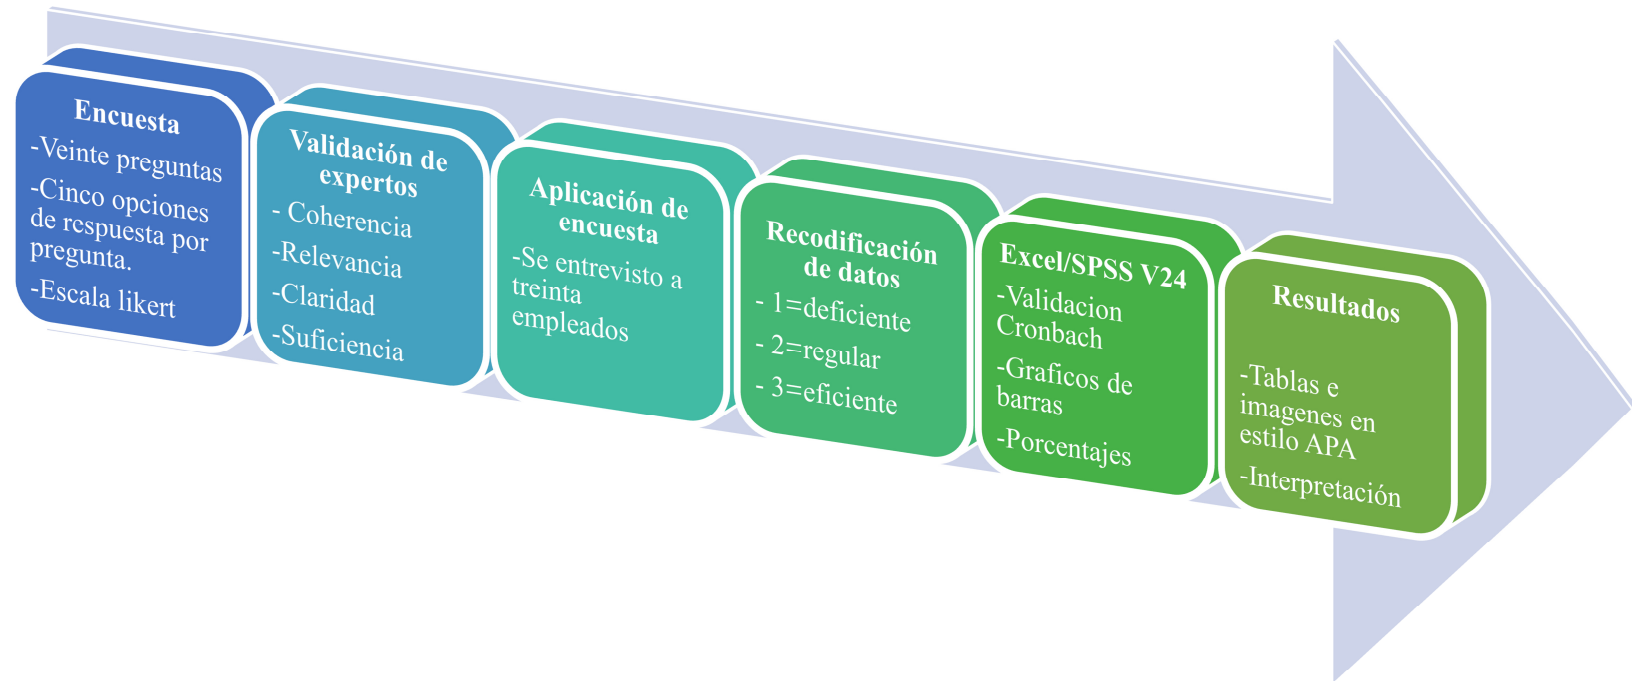 Encuesta
-Veinte preguntas
-Cinco opciones
de respuesta por
pregunta.
-Escala likert
Validación de
expertos
- Coherencia
-Relevancia
-Claridad
-Suficiencia
Aplicación de
encuesta
-Se entrevisto a
treinta
empleados
Recodificación
de datos
- 1=deficiente
- 2=regular
- 3=eficiente
Excel/SPSS V24
-Validacion
Cronbach
-Graficos de
barras
-Porcentajes
Resultados
-Tablas e
imagenes en
estilo APA
-Interpretación